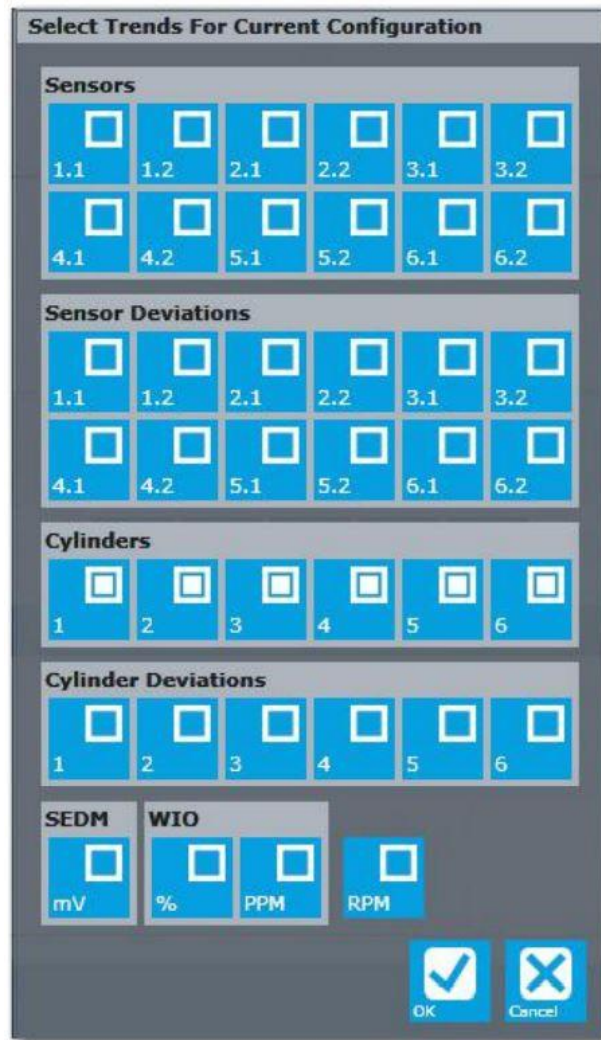 Select Trends For Current Configuration
Sensors
1.1 1.2 2.1 2.2 3.1 3.2
4.1 4.2 5.1 5.2 6.1 6.2
Sensor Deviations
1.1 1.2 2.1 2.2 3.1 3.2
4.1 4.2 5.1 5.2 6.1 6.2
Cylinders
1 2 3 4 5 6
Cylinder Deviations
1 2 3 4 5 6
SEDM WIO
mV % PPM RPM
OK Cancel